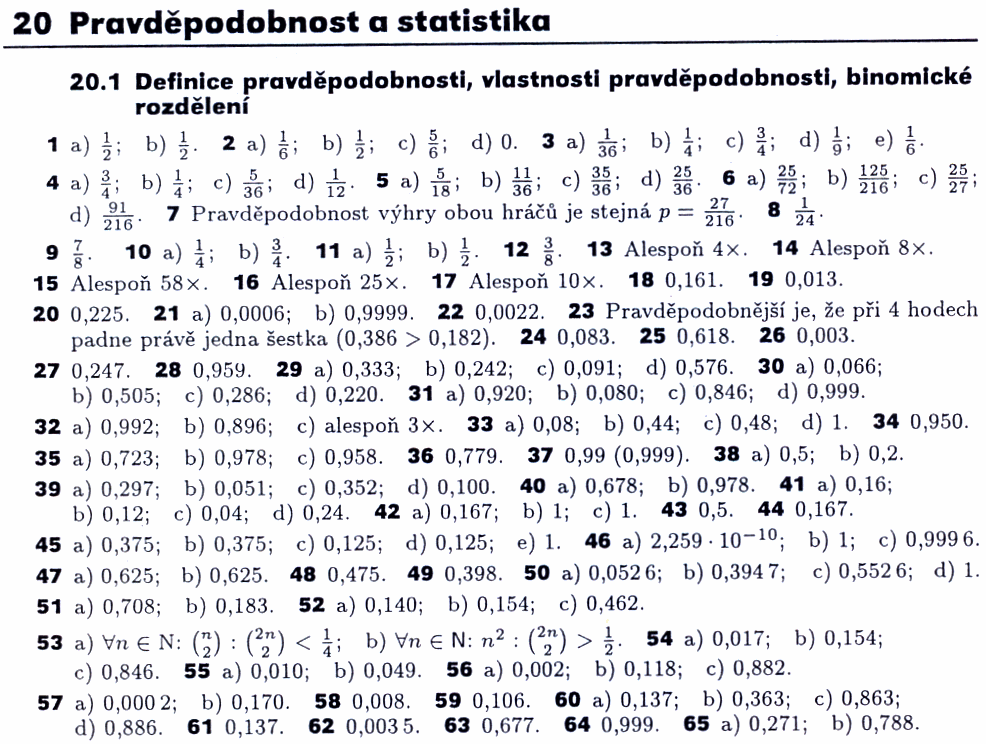 20 Pravděpodobnost a statistika
20.1 Definice pravděpodobnosti, vlastnosti pravděpodobnosti, binomické
rozdělení
1 a) 1/2; b) 1/2. 2 a) 1/6; b) 1/2; c) 5/6; d) 0. 3 a) 1/36; b) 1/4; c) 3/4; d) 1/9; e) 1/6.
4 a) 3/4; b) 1/4; c) 5/36; d) 1/12. 5 a) 5/18; b) 11/36; c) 35/36; d) 25/36. 6 a) 25/72; b) 125/216; c) 25/27;
d) 91/216. 7 Pravděpodobnost výhry obou hráčů je stejná p = 27/216. 8 1/24.
9 7/8. 10 a) 1/4; b) 3/4. 11 a) 1/2; b) 1/2. 12 3/8. 13 Alespoň 4×. 14 Alespoň 8×.
15 Alespoň 58×. 16 Alespoň 25×. 17 Alespoň 10×. 18 0,161. 19 0,013.
20 0,225. 21 a) 0,0006; b) 0,9999. 22 0,0022. 23 Pravděpodobnější je, že při 4 hodech
padne právě jedna šestka (0,386 > 0,182). 24 0,083. 25 0,618. 26 0,003.
27 0,247. 28 0,959. 29 a) 0,333; b) 0,242; c) 0,091; d) 0,576. 30 a) 0,066;
b) 0,505; c) 0,286; d) 0,220. 31 a) 0,920; b) 0,080; c) 0,846; d) 0,999.
32 a) 0,992; b) 0,896; c) alespoň 3×. 33 a) 0,08; b) 0,44; c) 0,48; d) 1. 34 0,950.
35 a) 0,723; b) 0,978; c) 0,958. 36 0,779. 37 0,99 (0,999). 38 a) 0,5; b) 0,2.
39 a) 0,297; b) 0,051; c) 0,352; d) 0,100. 40 a) 0,678; b) 0,978. 41 a) 0,16;
b) 0,12; c) 0,04; d) 0,24. 42 a) 0,167; b) 1; c) 1. 43 0,5. 44 0,167.
45 a) 0,375; b) 0,375; c) 0,125; d) 0,125; e) 1. 46 a) 2,259 · 10⁻¹⁰; b) 1; c) 0,999 6.
47 a) 0,625; b) 0,625. 48 0,475. 49 0,398. 50 a) 0,052 6; b) 0,394 7; c) 0,552 6; d) 1.
51 a) 0,708; b) 0,183. 52 a) 0,140; b) 0,154; c) 0,462.
53 a) ∀n ∈ N: (n 2) : (2n 2) < 1/4; b) ∀n ∈ N: n² : (2n 2) > 1/2. 54 a) 0,017; b) 0,154;
c) 0,846. 55 a) 0,010; b) 0,049. 56 a) 0,002; b) 0,118; c) 0,882.
57 a) 0,000 2; b) 0,170. 58 0,008. 59 0,106. 60 a) 0,137; b) 0,363; c) 0,863;
d) 0,886. 61 0,137. 62 0,003 5. 63 0,677. 64 0,999. 65 a) 0,271; b) 0,788.